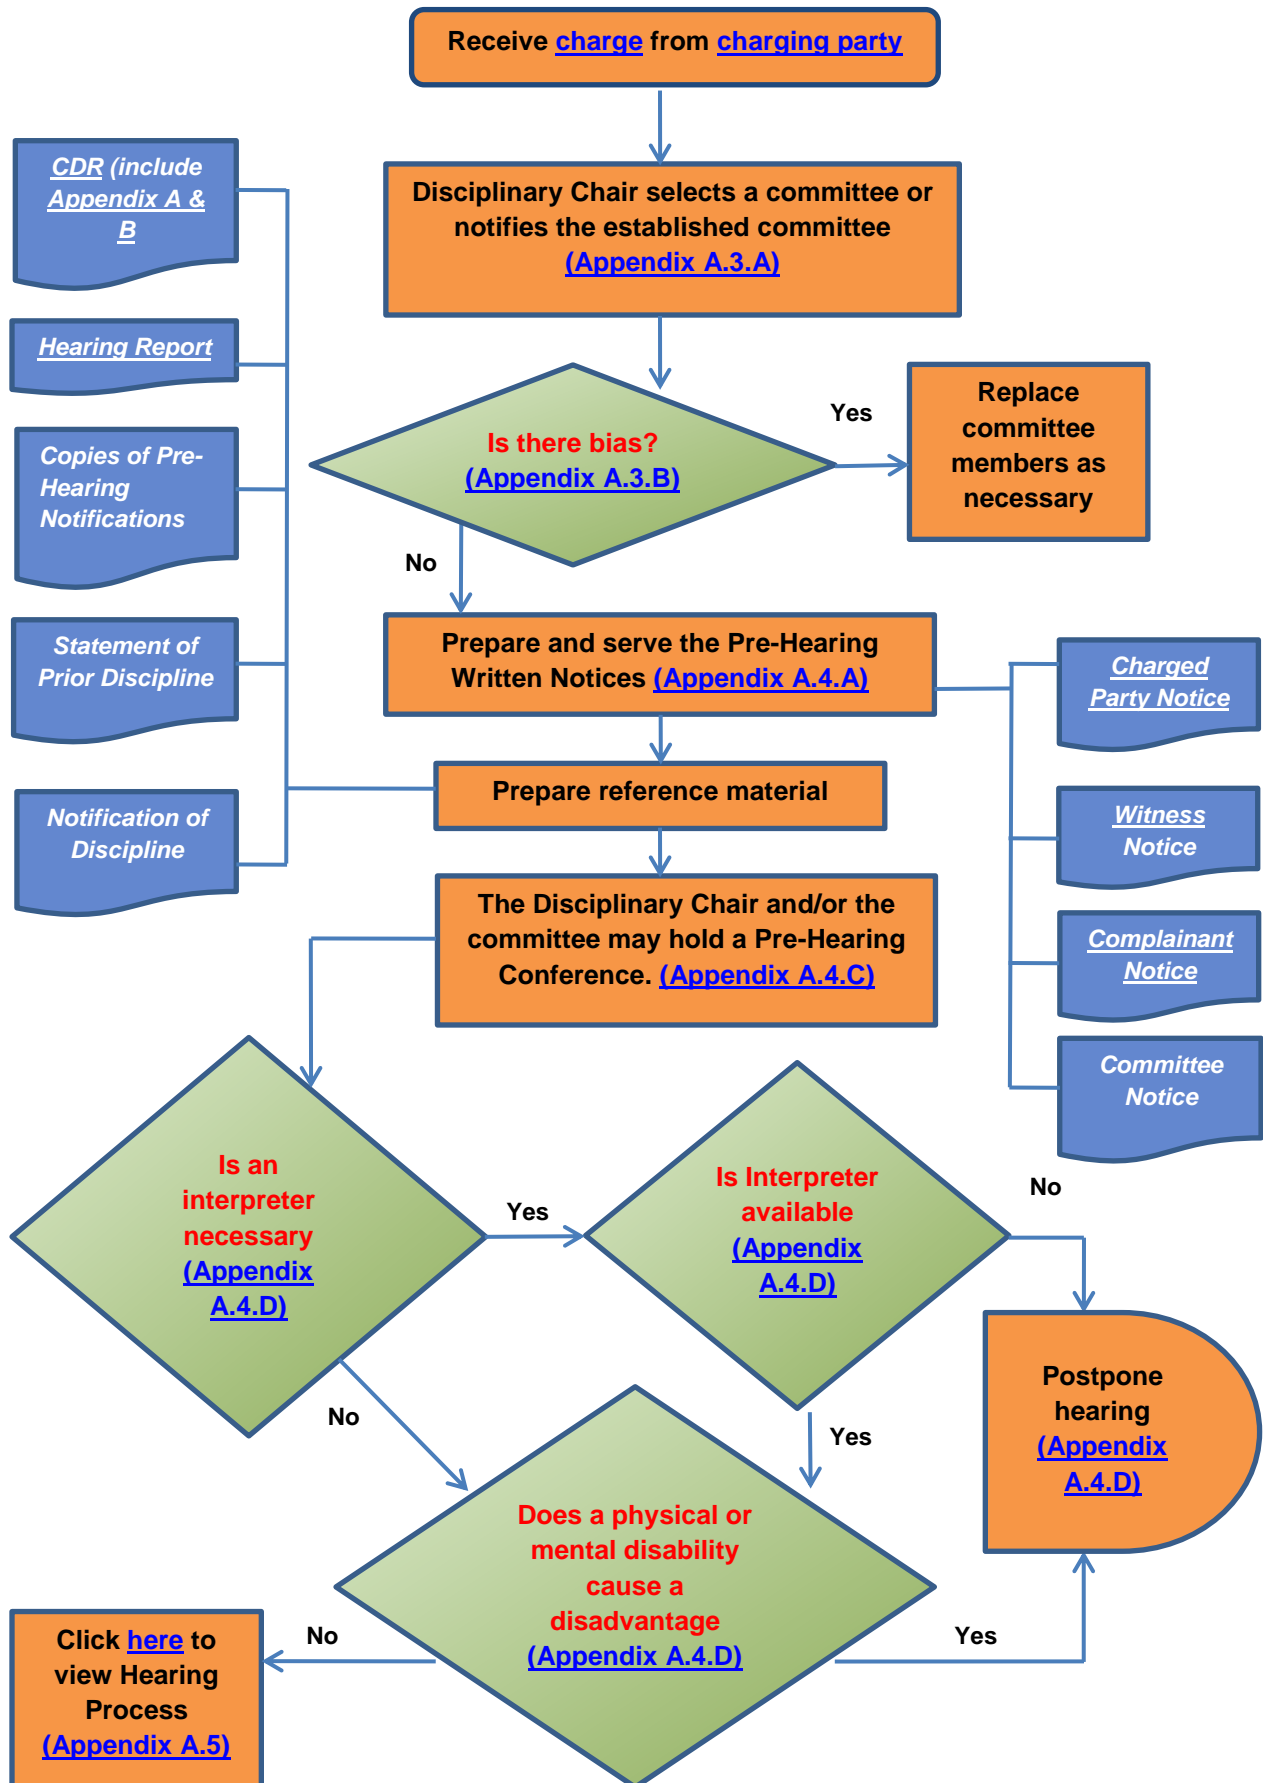 Receive charge from charging party
CDR (include
Appendix A &
B
Disciplinary Chair selects a committee or
notifies the established committee
(Appendix A.3.A)
Hearing Report
Is there bias?
(Appendix A.3.B)
Yes
Replace
committee
members as
necessary
Copies of Pre-
Hearing
Notifications
No
Statement of
Prior Discipline
Prepare and serve the Pre-Hearing
Written Notices (Appendix A.4.A)
Charged
Party Notice
Prepare reference material
Notification of
Discipline
Witness
Notice
The Disciplinary Chair and/or the
committee may hold a Pre-Hearing
Conference. (Appendix A.4.C)
Complainant
Notice
Committee
Notice
Is an
interpreter
necessary
(Appendix
A.4.D)
Yes
Is Interpreter
available
(Appendix
A.4.D)
No
Postpone
hearing
(Appendix
A.4.D)
No
Yes
Does a physical or
mental disability
cause a
disadvantage
(Appendix A.4.D)
No
Yes
Click here to
view Hearing
Process
(Appendix A.5)